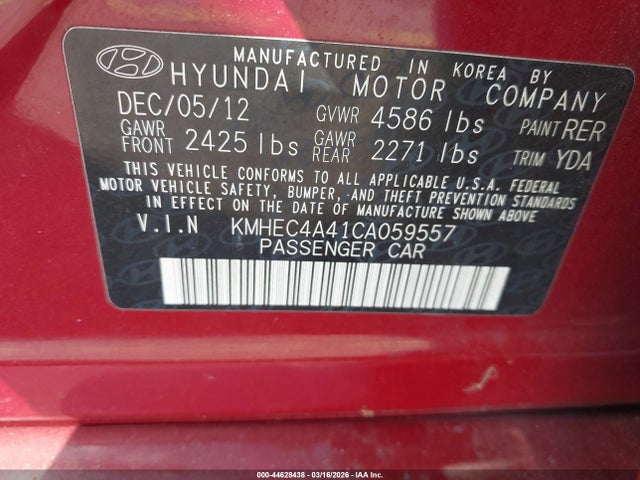 MANUFACTURED IN KOREA BY
HYUNDAI MOTOR COMPANY
DEC/05/12 GVWR 4586 lbs PAINT RER
GAWR FRONT 2425 lbs GAWR REAR 2271 lbs TRIM YDA
THIS VEHICLE CONFORMS TO ALL APPLICABLE U.S.A. FEDERAL
MOTOR VEHICLE SAFETY, BUMPER, AND THEFT PREVENTION STANDARDS
IN EFFECT ON THE DATE OF MANUFACTURE SHOWN ABOVE.
V.I.N KMHEC4A41CA059557
PASSENGER CAR
000-44628438 - 03/16/2026 - IAA Inc.